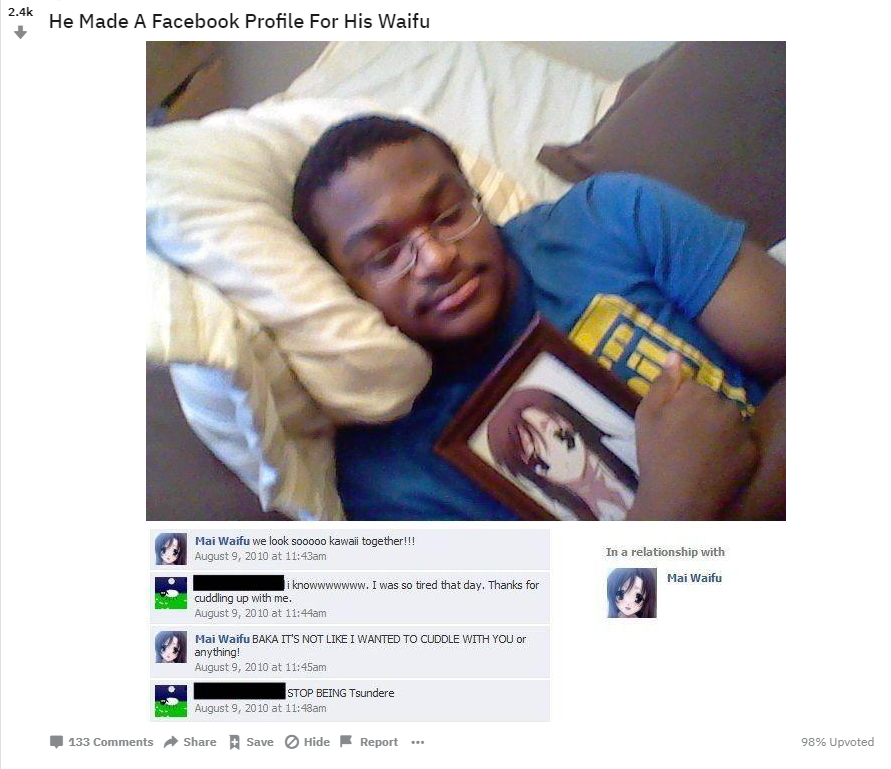 2.4k
He Made A Facebook Profile For His Waifu
Mai Waifu we look sooooo kawaii together!!!
August 9, 2010 at 11:43am
i knowwwwwww. I was so tired that day. Thanks for
cuddling up with me.
August 9, 2010 at 11:44am
Mai Waifu BAKA IT'S NOT LIKE I WANTED TO CUDDLE WITH YOU or
anything!
August 9, 2010 at 11:45am
STOP BEING Tsundere
August 9, 2010 at 11:48am
In a relationship with
Mai Waifu
133 Comments Share Save Hide Report ••• 98% Upvoted